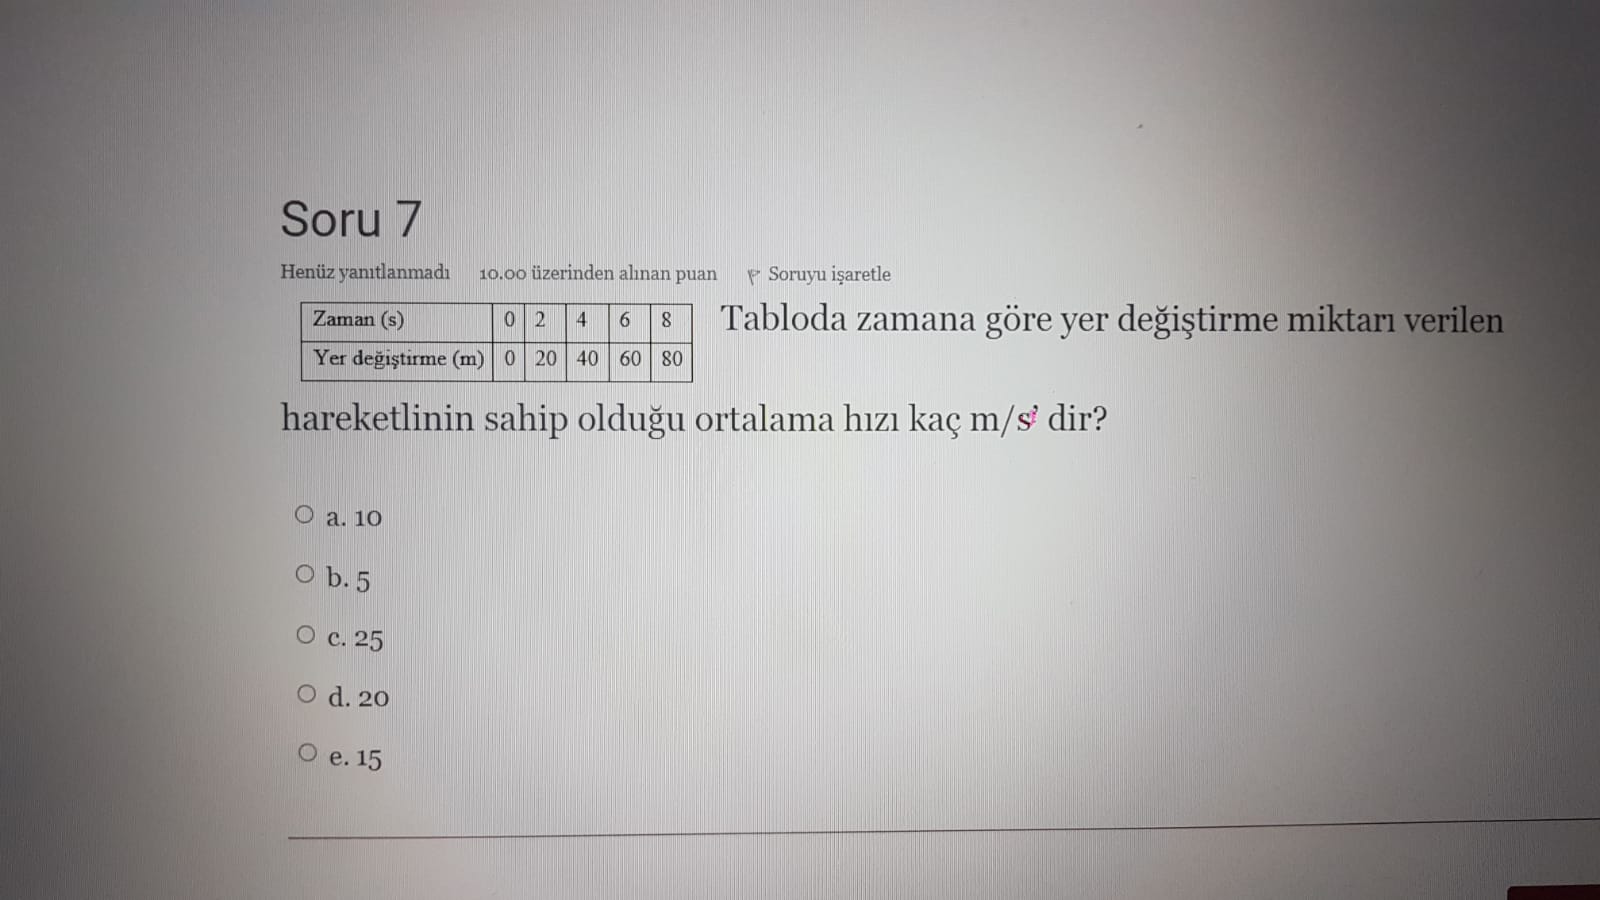 Soru 7
Henüz yanıtlanmadı 10.00 üzerinden alınan puan Soruyu işaretle
Zaman (s) 0 2 4 6 8
Yer değiştirme (m) 0 20 40 60 80
Tabloda zamana göre yer değiştirme miktarı verilen
hareketlinin sahip olduğu ortalama hızı kaç m/s' dir?
a. 10
b. 5
c. 25
d. 20
e. 15